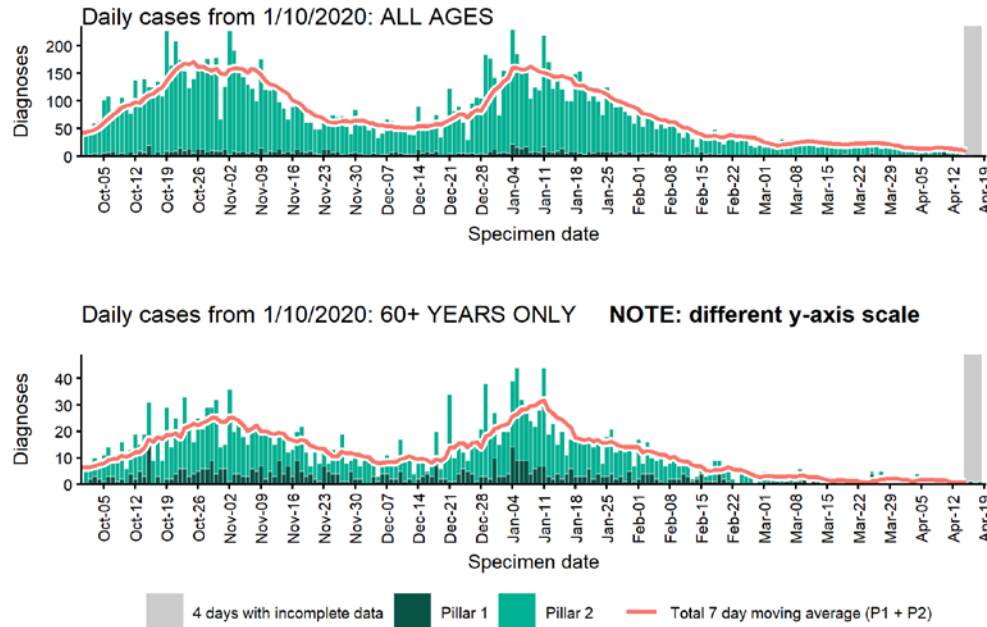 Daily cases from 1/10/2020: ALL AGES
Diagnoses
200
150
100
50
0
Oct-05 Oct-12 Oct-19 Oct-26 Nov-02 Nov-09 Nov-16 Nov-23 Nov-30 Dec-07 Dec-14 Dec-21 Dec-28 Jan-04 Jan-11 Jan-18 Jan-25 Feb-01 Feb-08 Feb-15 Feb-22 Mar-01 Mar-08 Mar-15 Mar-22 Mar-29 Apr-05 Apr-12 Apr-19
Specimen date
Daily cases from 1/10/2020: 60+ YEARS ONLY NOTE: different y-axis scale
Diagnoses
40
30
20
10
0
Oct-05 Oct-12 Oct-19 Oct-26 Nov-02 Nov-09 Nov-16 Nov-23 Nov-30 Dec-07 Dec-14 Dec-21 Dec-28 Jan-04 Jan-11 Jan-18 Jan-25 Feb-01 Feb-08 Feb-15 Feb-22 Mar-01 Mar-08 Mar-15 Mar-22 Mar-29 Apr-05 Apr-12 Apr-19
Specimen date
4 days with incomplete data Pillar 1 Pillar 2 Total 7 day moving average (P1 + P2)